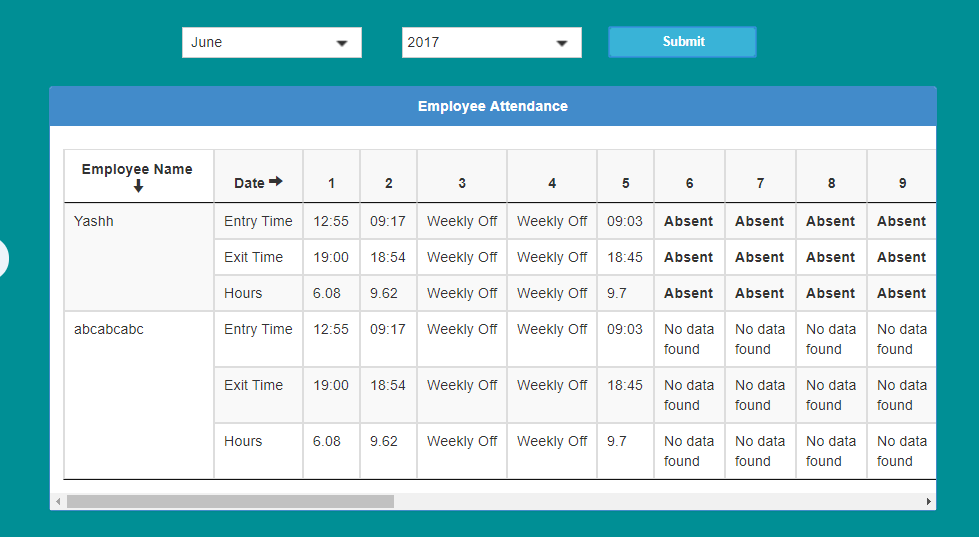 June 2017 Submit
Employee Attendance
Employee Name Date 1 2 3 4 5 6 7 8 9
Yashh Entry Time 12:55 09:17 Weekly Off Weekly Off 09:03 Absent Absent Absent Absent
Exit Time 19:00 18:54 Weekly Off Weekly Off 18:45 Absent Absent Absent Absent
Hours 6.08 9.62 Weekly Off Weekly Off 9.7 Absent Absent Absent Absent
abcabcabc Entry Time 12:55 09:17 Weekly Off Weekly Off 09:03 No data No data No data No data
found found found found
Exit Time 19:00 18:54 Weekly Off Weekly Off 18:45 No data No data No data No data
found found found found
Hours 6.08 9.62 Weekly Off Weekly Off 9.7 No data No data No data No data
found found found found